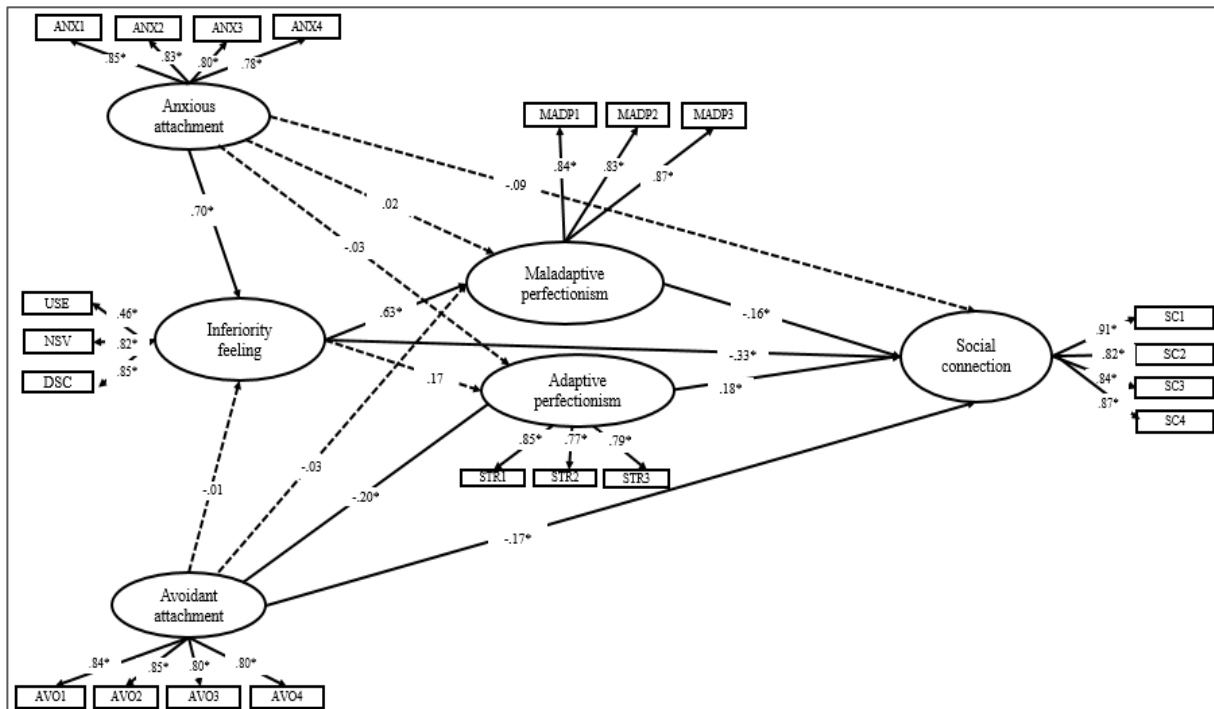 ANX1 ANX2 ANX3 ANX4
.85* .83* .80* .78*
Anxious
attachment
MADP1 MADP2 MADP3
.84* .83* .87*
-.09
.02
.70*
-.03
Maladaptive
perfectionism
USE
NSV
DSC
.46*
.82*
.85*
Inferiority
feeling
.63*
-.16*
-.33*
.17
Adaptive
perfectionism
.18*
Social
connection
.91*
.82*
.84*
.87*
SC1
SC2
SC3
SC4
.85* .77* .79*
STR1 STR2 STR3
-.03
-.01
-.20*
-.17*
Avoidant
attachment
.84* .85* .80* .80*
AVO1 AVO2 AVO3 AVO4